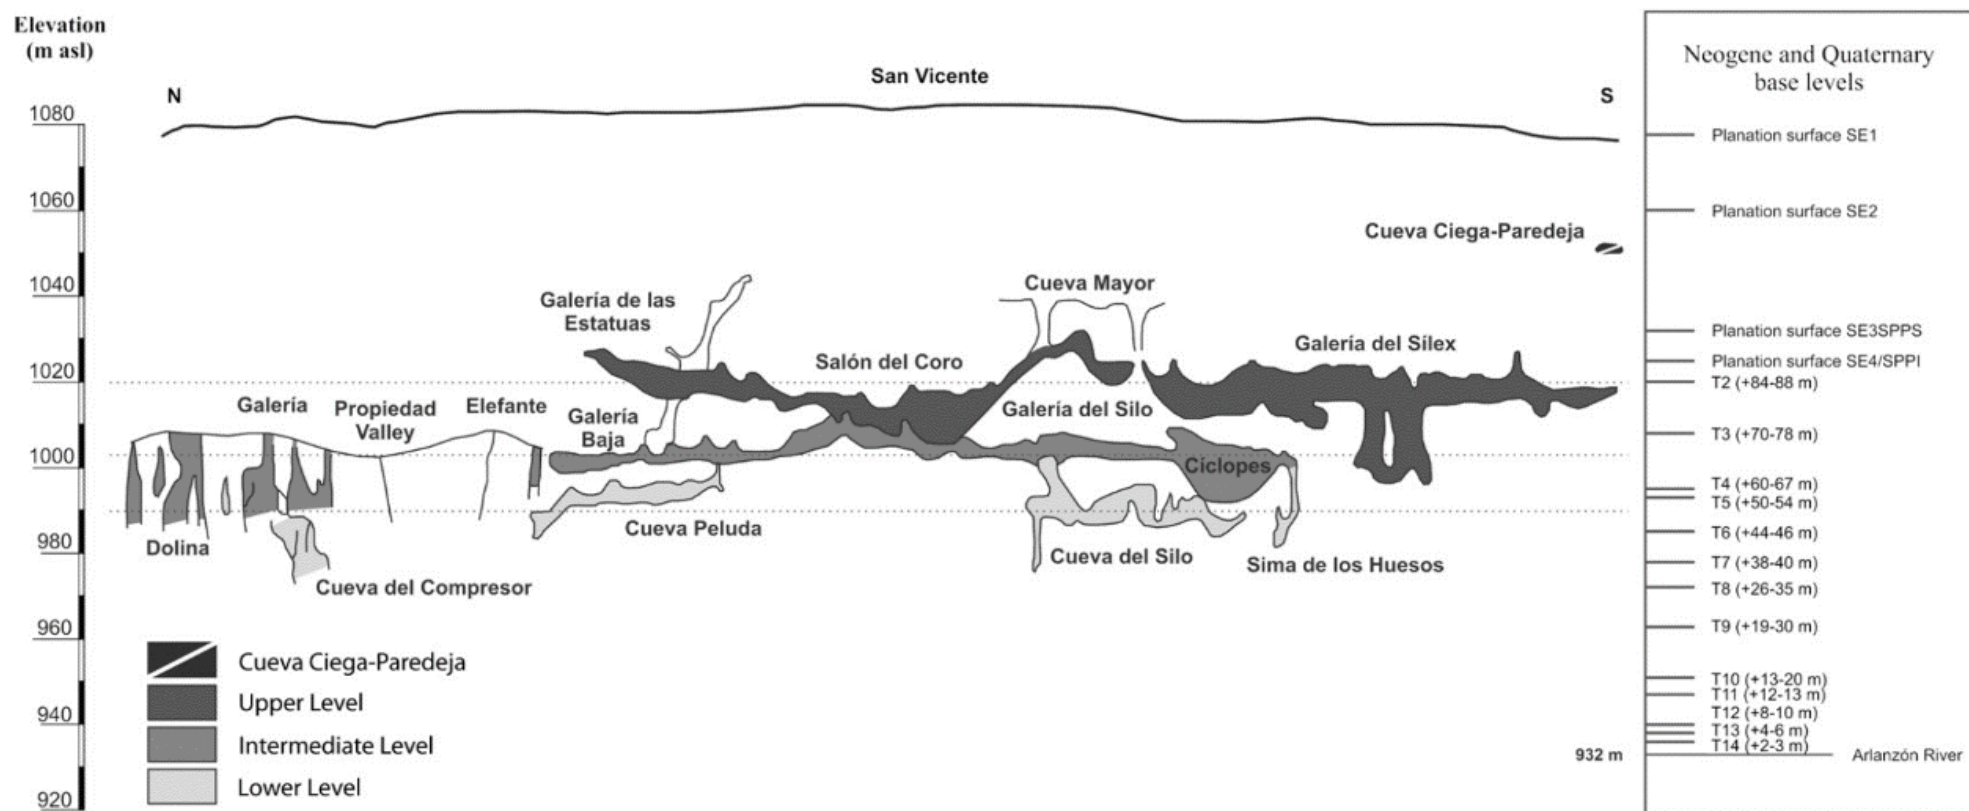 Elevation
(m asl)
N
San Vicente
S
1080
1060
1040
1020
1000
980
960
940
920
Cueva Ciega-Paredeja
Galería de las
Estatuas
Cueva Mayor
Salón del Coro
Galería del Sílex
Galería
Propiedad
Valley
Elefante
Galería
Baja
Galería del Silo
Cíclopes
Dolina
Cueva Peluda
Cueva del Compresor
Cueva del Silo
Sima de los Huesos
Cueva Ciega-Paredeja
Upper Level
Intermediate Level
Lower Level
Neogene and Quaternary
base levels
Planation surface SE1
Planation surface SE2
Planation surface SE3SPPS
Planation surface SE4/SPPI
T2 (+84-88 m)
T3 (+70-78 m)
T4 (+60-67 m)
T5 (+50-54 m)
T6 (+44-46 m)
T7 (+38-40 m)
T8 (+26-35 m)
T9 (+19-30 m)
T10 (+13-20 m)
T11 (+12-13 m)
T12 (+8-10 m)
T13 (+4-6 m)
T14 (+2-3 m)
932 m
Arlanzón River